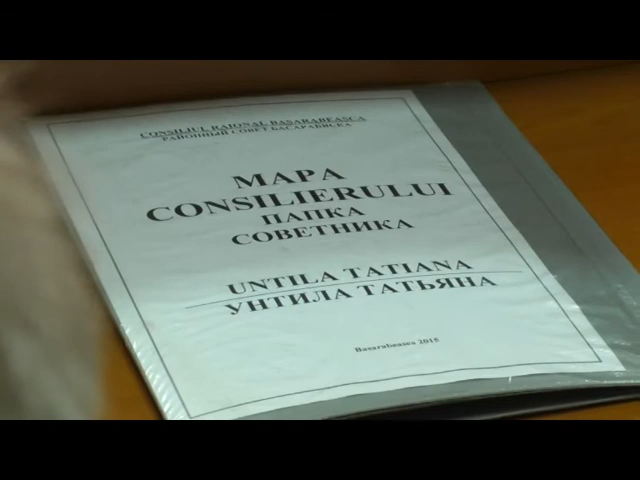 CONSILIUL RAIONAL BASARABEASCA
РАЙОННЫЙ СОВЕТ БАСАРАБЯСКА
MAPA
CONSILIERULUI
ПАПКА
СОВЕТНИКА
UNTILA TATIANA
УНТИЛА ТАТЬЯНА
Basarabeasca 2015